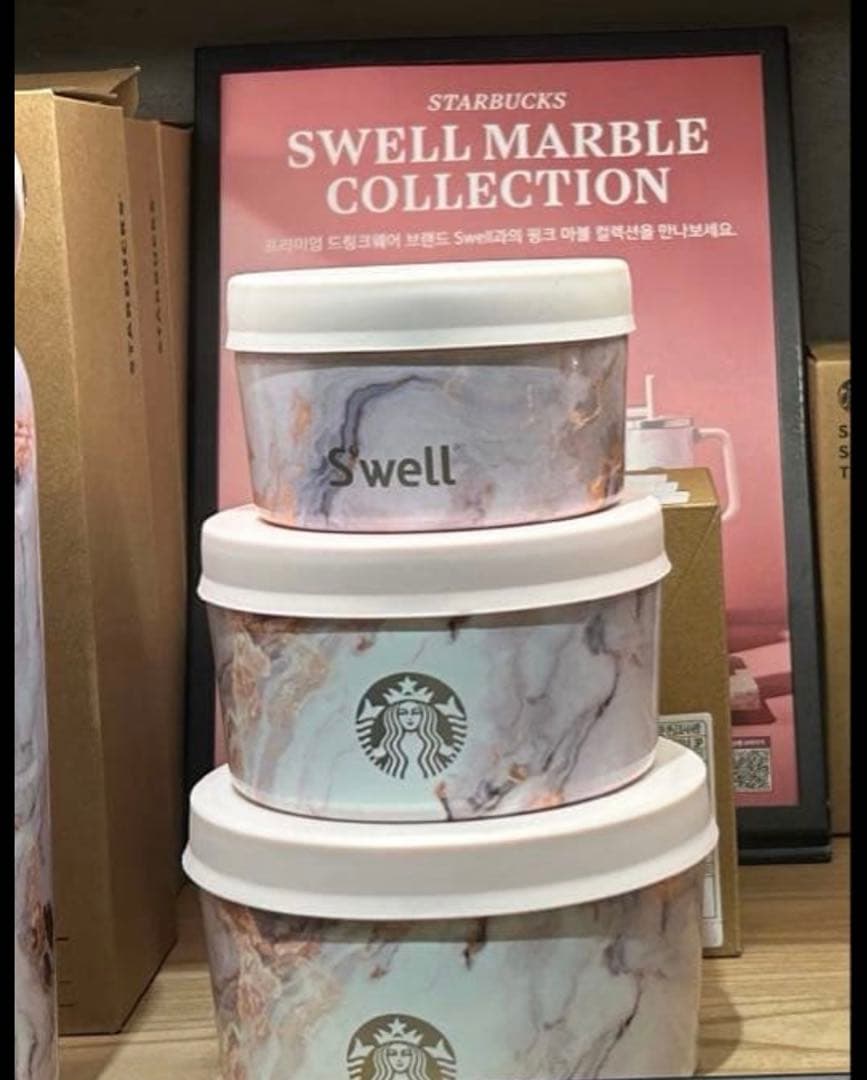 STARBUCKS
SWELL MARBLE
COLLECTION
프리미엄 드링크웨어 브랜드 Swell과의 핑크 마블 컬렉션을 만나보세요.
S'well